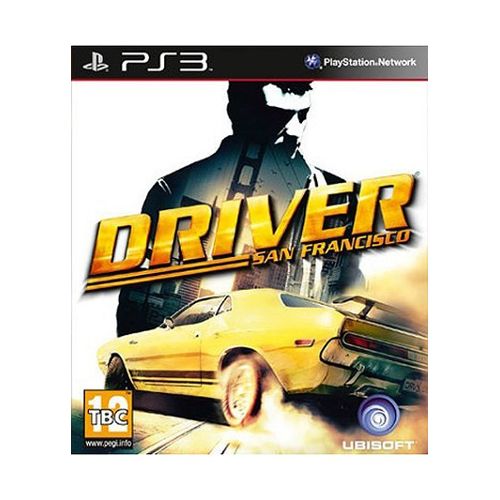 PS3
PlayStation®Network
DRIVER
SAN FRANCISCO
12
TBC
www.pegi.info
UBISOFT